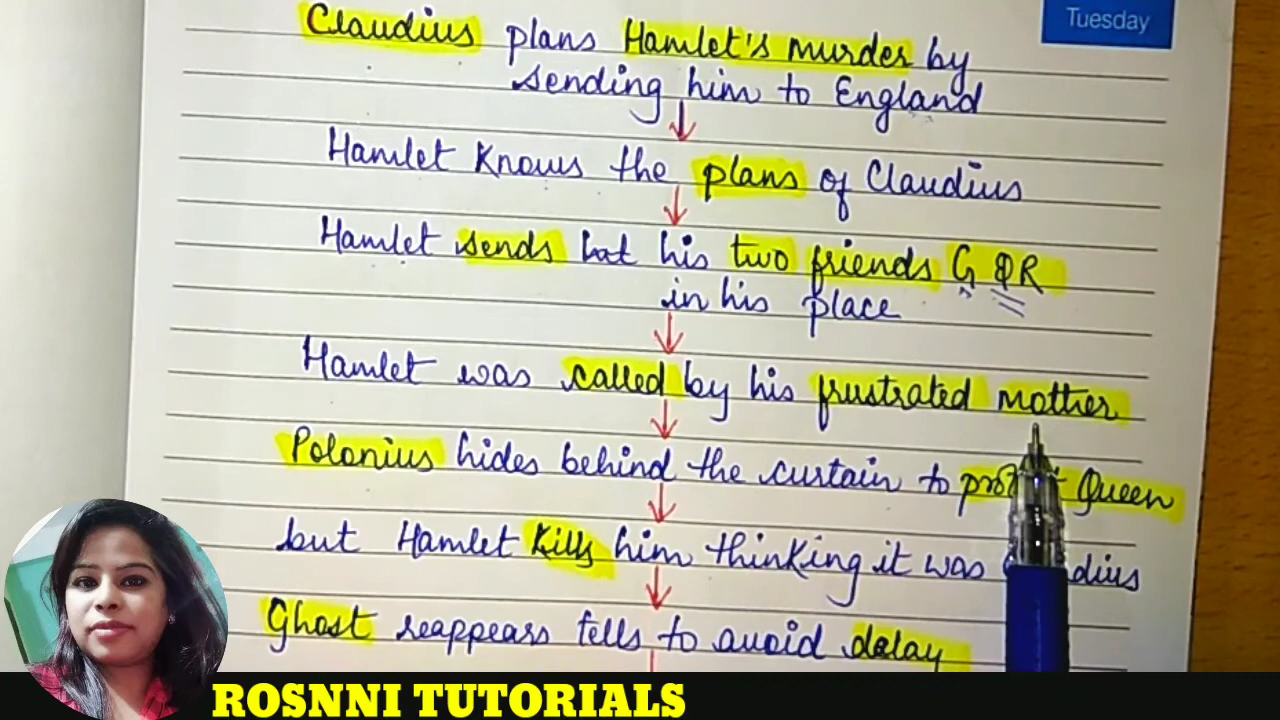 Tuesday
Claudius plans Hamlet's murder by
sending him to England
Hamlet Knows the plans of Claudius
Hamlet sends his two friends G R
in his place
Hamlet was called by his frustrated mother
Polonius hides behind the curtain to Queen
but Hamlet Kills him thinking it was
Ghost reappears tells to avoid delay
ROSNNI TUTORIALS